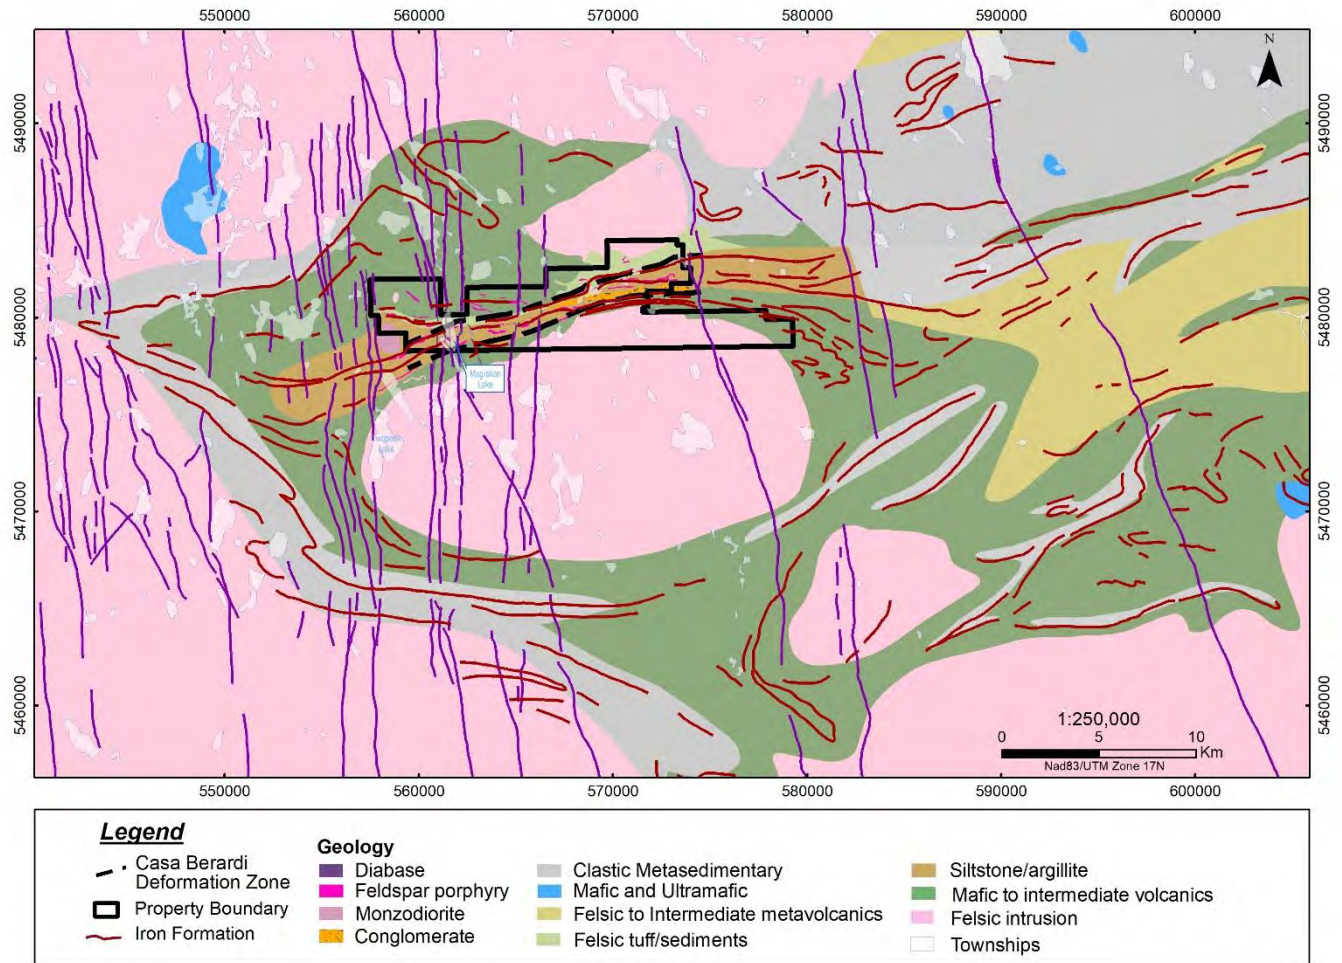 550000 560000 570000 580000 590000 600000
N
5490000 5490000
5480000 5480000
5470000 5470000
5460000 5460000
Lake
Lake
1:250,000
0 5 10
Km
Nad83/UTM Zone 17N
550000 560000 570000 580000 590000 600000
Legend
Casa Berardi
Deformation Zone
Property Boundary
Iron Formation
Geology
Diabase
Feldspar porphyry
Monzodiorite
Conglomerate
Clastic Metasedimentary
Mafic and Ultramafic
Felsic to Intermediate metavolcanics
Felsic tuff/sediments
Siltstone/argillite
Mafic to intermediate volcanics
Felsic intrusion
Townships